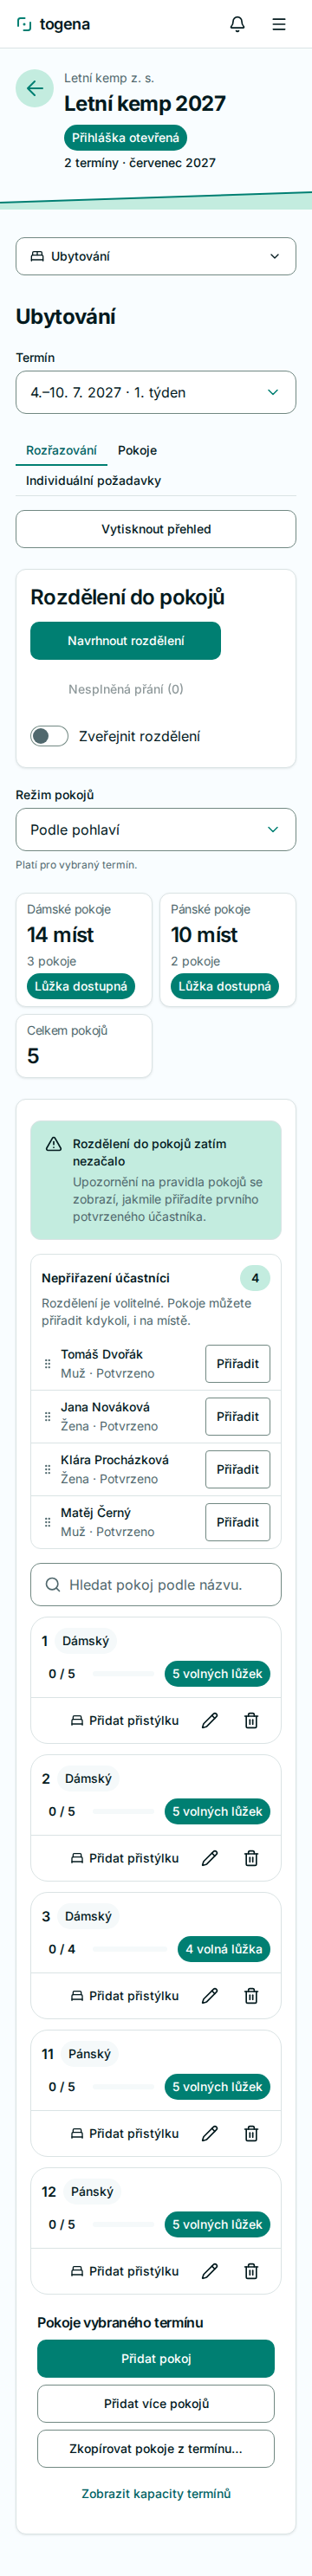 togena
Letní kemp z. s.
Letní kemp 2027
Přihláška otevřená
2 termíny · červenec 2027
Ubytování
Ubytování
Termín
4.–10. 7. 2027 · 1. týden
Rozřazování
Pokoje
Individuální požadavky
Vytisknout přehled
Rozdělení do pokojů
Navrhnout rozdělení
Nesplněná přání (0)
Zveřejnit rozdělení
Režim pokojů
Podle pohlaví
Platí pro vybraný termín.
Dámské pokoje
14 míst
3 pokoje
Lůžka dostupná
Pánské pokoje
10 míst
2 pokoje
Lůžka dostupná
Celkem pokojů
5
Rozdělení do pokojů zatím
nezačalo
Upozornění na pravidla pokojů se
zobrazí, jakmile přiřadíte prvního
potvrzeného účastníka.
Nepřiřazení účastníci
4
Rozdělení je volitelné. Pokoje můžete
přiřadit kdykoli, i na místě.
Tomáš Dvořák
Muž · Potvrzeno
Přiřadit
Jana Nováková
Žena · Potvrzeno
Přiřadit
Klára Procházková
Žena · Potvrzeno
Přiřadit
Matěj Černý
Muž · Potvrzeno
Přiřadit
Hledat pokoj podle názvu.
1 Dámský
0 / 5 5 volných lůžek
Přidat přistýlku
2 Dámský
0 / 5 5 volných lůžek
Přidat přistýlku
3 Dámský
0 / 4 4 volná lůžka
Přidat přistýlku
11 Pánský
0 / 5 5 volných lůžek
Přidat přistýlku
12 Pánský
0 / 5 5 volných lůžek
Přidat přistýlku
Pokoje vybraného termínu
Přidat pokoj
Přidat více pokojů
Zkopírovat pokoje z termínu…
Zobrazit kapacity termínů